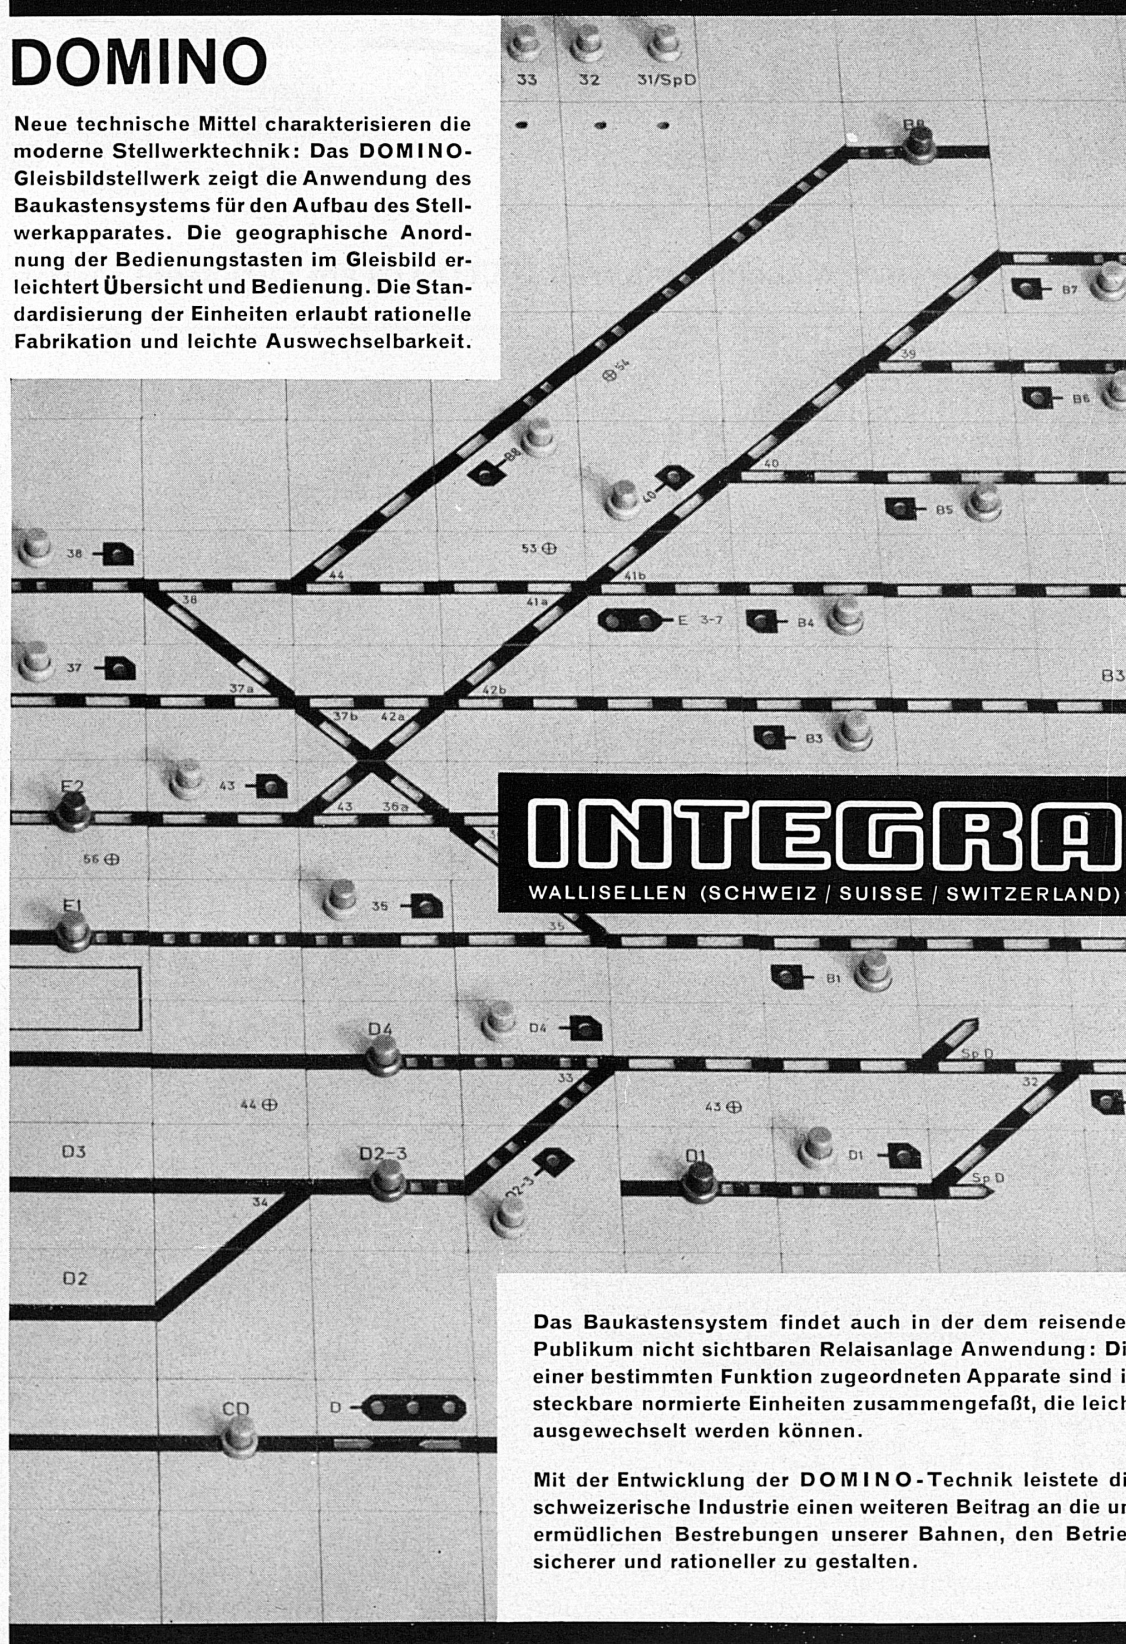 DOMINO
Neue technische Mittel charakterisieren die
moderne Stellwerktechnik: Das DOMINO-
Gleisbildstellwerk zeigt die Anwendung des
Baukastensystems für den Aufbau des Stell-
werkapparates. Die geographische Anord-
nung der Bedienungstasten im Gleisbild er-
leichtert Übersicht und Bedienung. Die Stan-
dardisierung der Einheiten erlaubt rationelle
Fabrikation und leichte Auswechselbarkeit.
33 32 31/SpD
B8
B7
39
54
B6
B8
40
40
B5
38
53
44
41b
38
41a
E 3-7
B4
37
37a
42b
B3
37b 42a
B3
E2
43
43 36a
56
INTEGRA
WALLISELLEN (SCHWEIZ / SUISSE / SWITZERLAND)
E1
35
35
B1
D4
D4
33
Sp D
32
44
43
D3
D2-3
D2-3
D1
D1
Sp D
34
D2
CD
D
Das Baukastensystem findet auch in der dem reisende
Publikum nicht sichtbaren Relaisanlage Anwendung: Di
einer bestimmten Funktion zugeordneten Apparate sind i
steckbare normierte Einheiten zusammengefaßt, die leich
ausgewechselt werden können.
Mit der Entwicklung der DOMINO-Technik leistete di
schweizerische Industrie einen weiteren Beitrag an die un
ermüdlichen Bestrebungen unserer Bahnen, den Betrie
sicherer und rationeller zu gestalten.